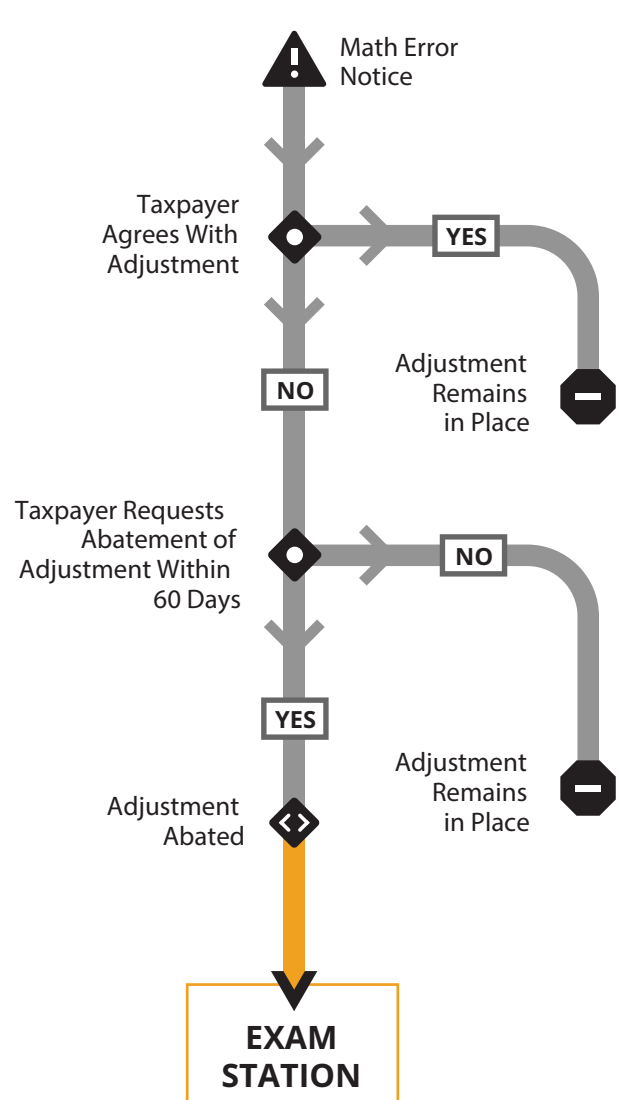 Math Error
Notice
Taxpayer
Agrees With
Adjustment
YES
Adjustment
Remains
in Place
NO
Taxpayer Requests
Abatement of
Adjustment Within
60 Days
NO
YES
Adjustment
Remains
in Place
Adjustment
Abated
EXAM
STATION